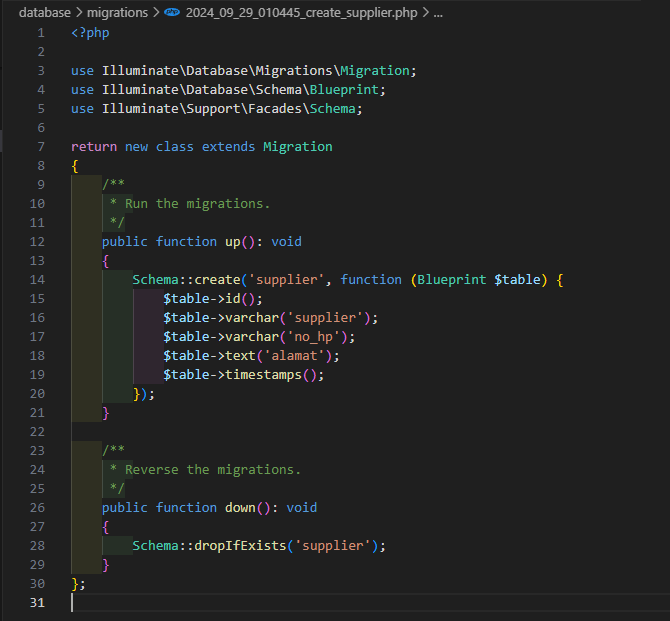 database > migrations > php 2024_09_29_010445_create_supplier.php > ...
1 <?php
2
3 use Illuminate\Database\Migrations\Migration;
4 use Illuminate\Database\Schema\Blueprint;
5 use Illuminate\Support\Facades\Schema;
6
7 return new class extends Migration
8 {
9     /**
10      * Run the migrations.
11      */
12     public function up(): void
13     {
14         Schema::create('supplier', function (Blueprint $table) {
15             $table->id();
16             $table->varchar('supplier');
17             $table->varchar('no_hp');
18             $table->text('alamat');
19             $table->timestamps();
20         });
21     }
22
23     /**
24      * Reverse the migrations.
25      */
26     public function down(): void
27     {
28         Schema::dropIfExists('supplier');
29     }
30 };
31